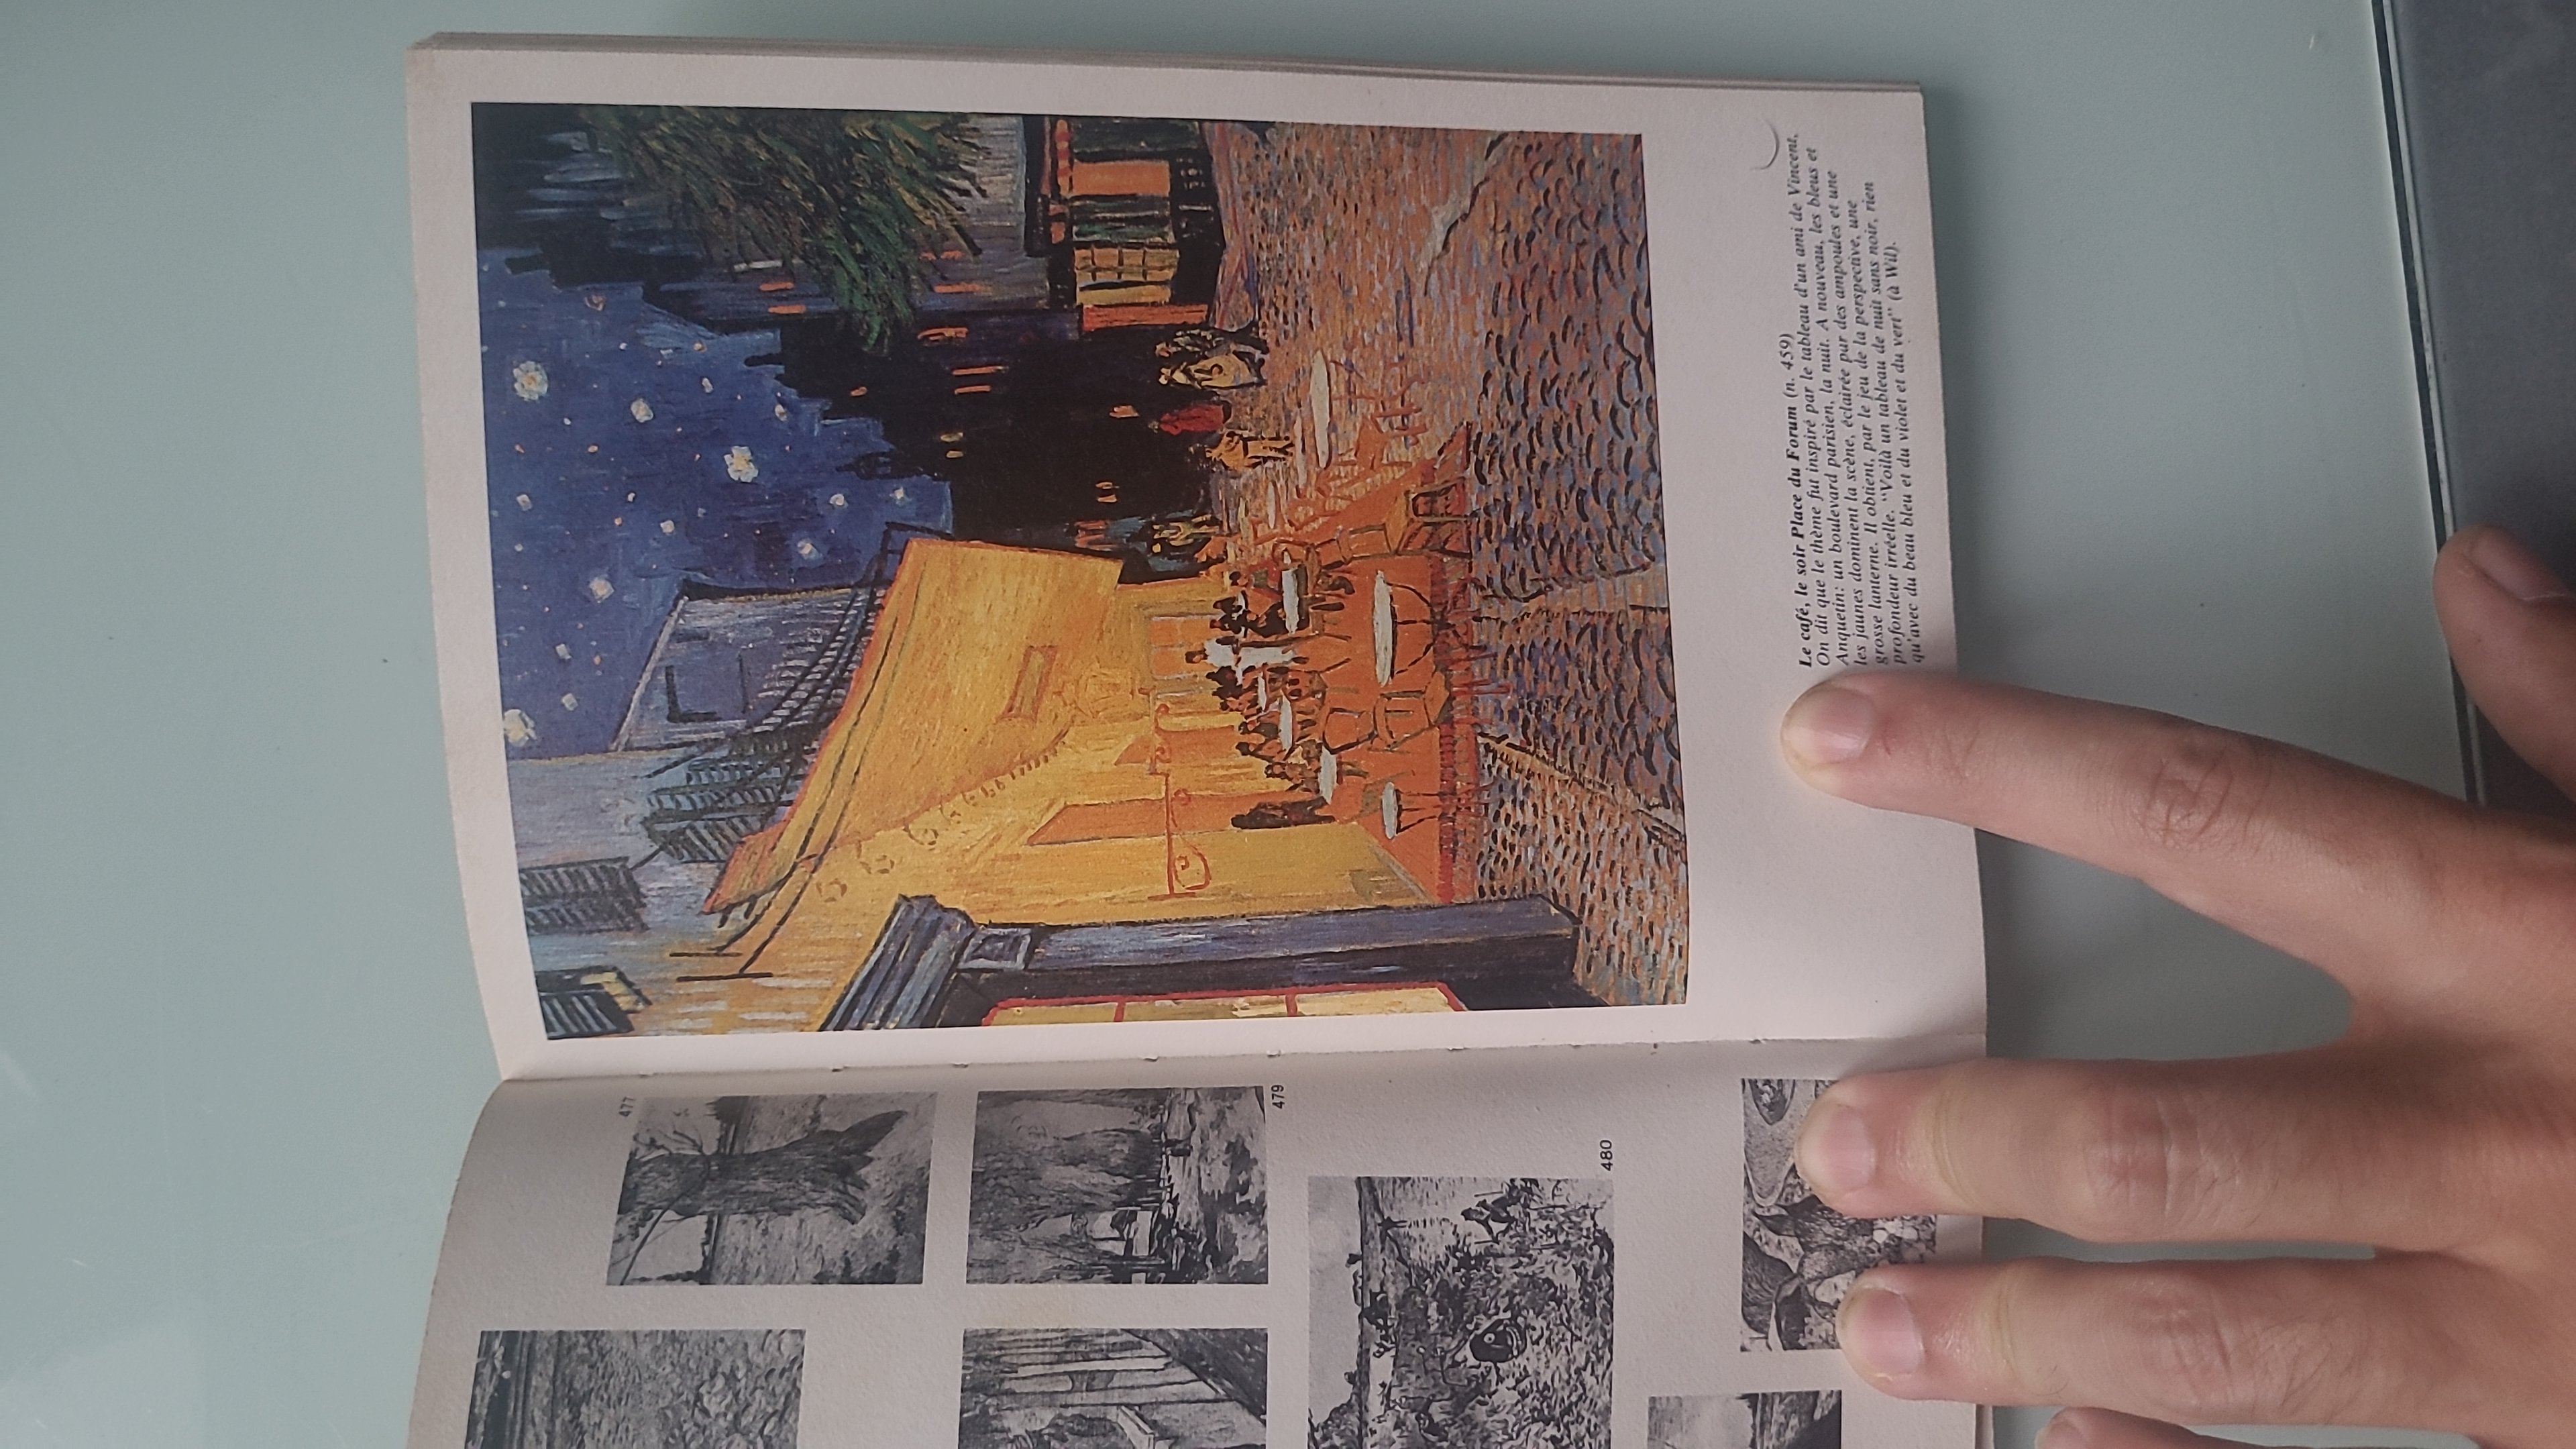 477
479
480
Le café, le soir Place du Forum (n. 459)
On dit que le thème fut inspiré par le tableau d'un ami de Vincent,
Anquetin: un boulevard parisien, la nuit. A nouveau, les bleus et
les jaunes dominent la scène, éclairée par des ampoules et une
grosse lanterne. Il obtient, par le jeu de la perspective, une
profondeur irréelle. "Voilà un tableau de nuit sans noir, rien
qu'avec du beau bleu et du violet et du vert" (à Wil).